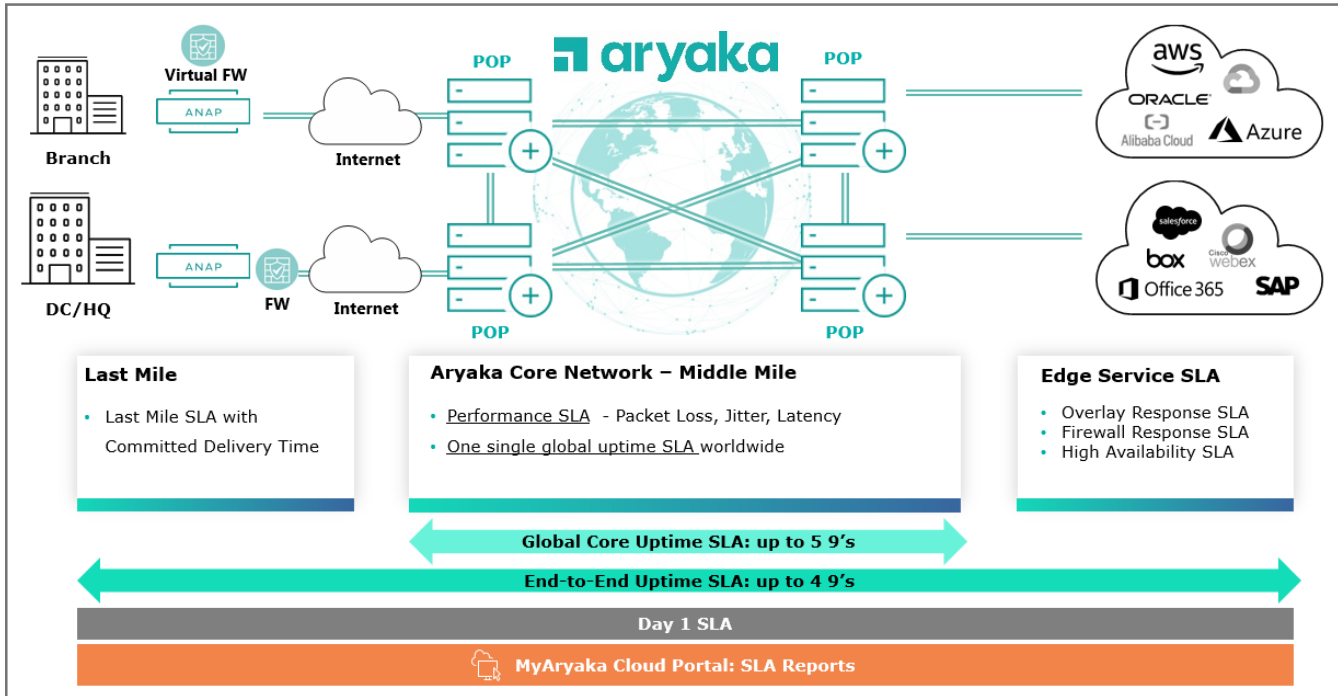 Virtual FW
ANAP
Branch
Internet
POP
aryaka
POP
aws
ORACLE
Alibaba Cloud
Azure
ANAP
DC/HQ
FW
Internet
POP
POP
salesforce
box
Cisco
webex
Office 365
SAP
Last Mile
• Last Mile SLA with
Committed Delivery Time
Aryaka Core Network – Middle Mile
• Performance SLA - Packet Loss, Jitter, Latency
• One single global uptime SLA worldwide
Edge Service SLA
• Overlay Response SLA
• Firewall Response SLA
• High Availability SLA
Global Core Uptime SLA: up to 5 9’s
End-to-End Uptime SLA: up to 4 9’s
Day 1 SLA
MyAryaka Cloud Portal: SLA Reports